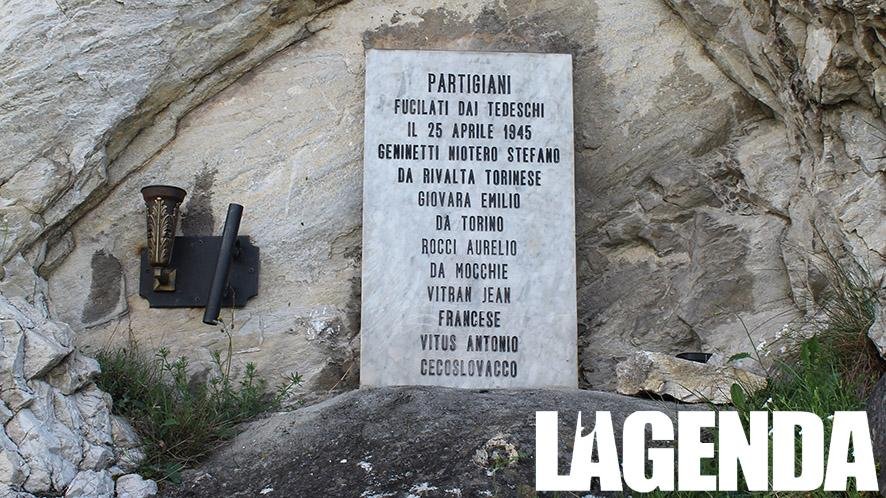 PARTIGIANI
FUCILATI DAI TEDESCHI
IL 25 APRILE 1945
GENINETTI NIOTERO STEFANO
DA RIVALTA TORINESE
GIOVARA EMILIO
DA TORINO
ROCCI AURELIO
DA MOCCHIE
VITRAN JEAN
FRANCESE
VITUS ANTONIO
CECOSLOVACCO
L'AGENDA